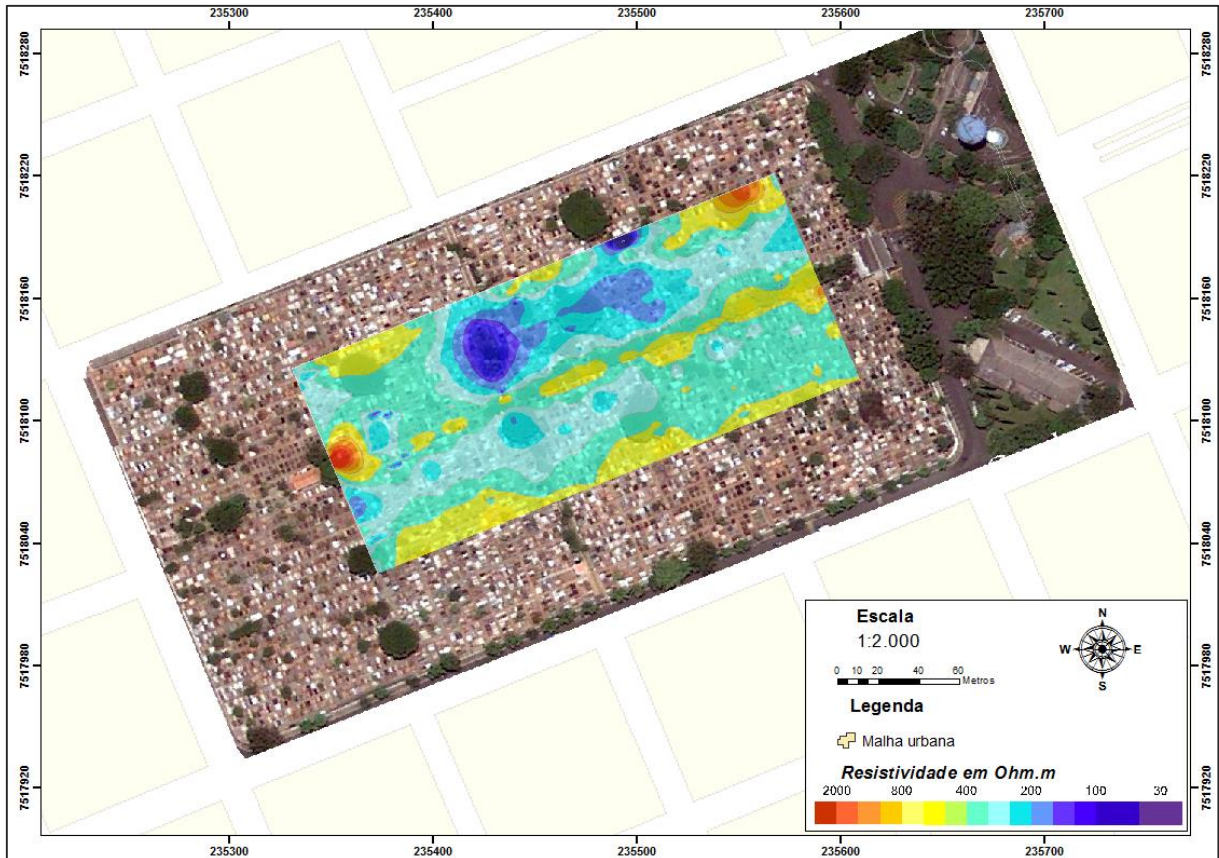 235300 235400 235500 235600 235700
7518280 7518280
7518220 7518220
7518160 7518160
7518100 7518100
7518040 7518040
7517980 7517980
7517920 7517920
Escala
1:2.000
N
W E
S
0 10 20 40 60
Metros
Legenda
Malha urbana
Resistividade em Ohm.m
2000 800 400 200 100 30
235300 235400 235500 235600 235700